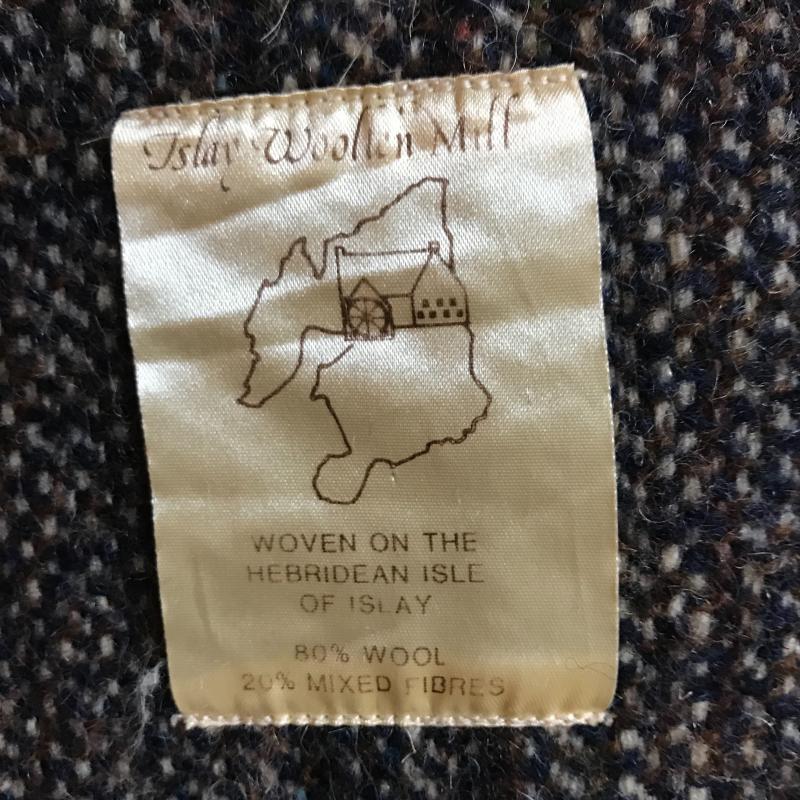 Islay Woollen Mill
WOVEN ON THE
HEBRIDEAN ISLE
OF ISLAY
80% WOOL
20% MIXED FIBRES